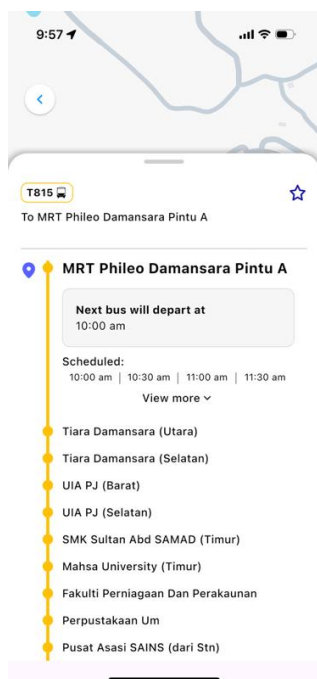 9:57
T815
To MRT Phileo Damansara Pintu A
MRT Phileo Damansara Pintu A
Next bus will depart at
10:00 am
Scheduled:
10:00 am | 10:30 am | 11:00 am | 11:30 am
View more
Tiara Damansara (Utara)
Tiara Damansara (Selatan)
UIA PJ (Barat)
UIA PJ (Selatan)
SMK Sultan Abd SAMAD (Timur)
Mahsa University (Timur)
Fakulti Perniagaan Dan Perakaunan
Perpustakaan Um
Pusat Asasi SAINS (dari Stn)